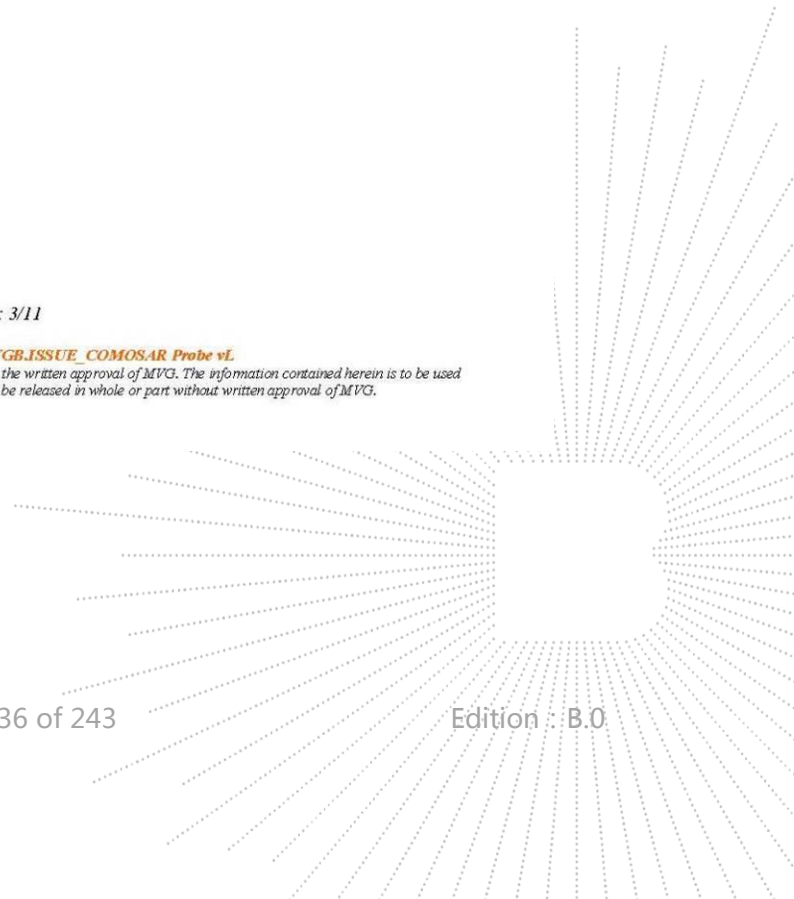 : 3/11
GB.ISSUE_COMOSAR Probe vL
the written approval of MVG. The information contained herein is to be used
be released in whole or part without written approval of MVG.
36 of 243
Edition : B.0